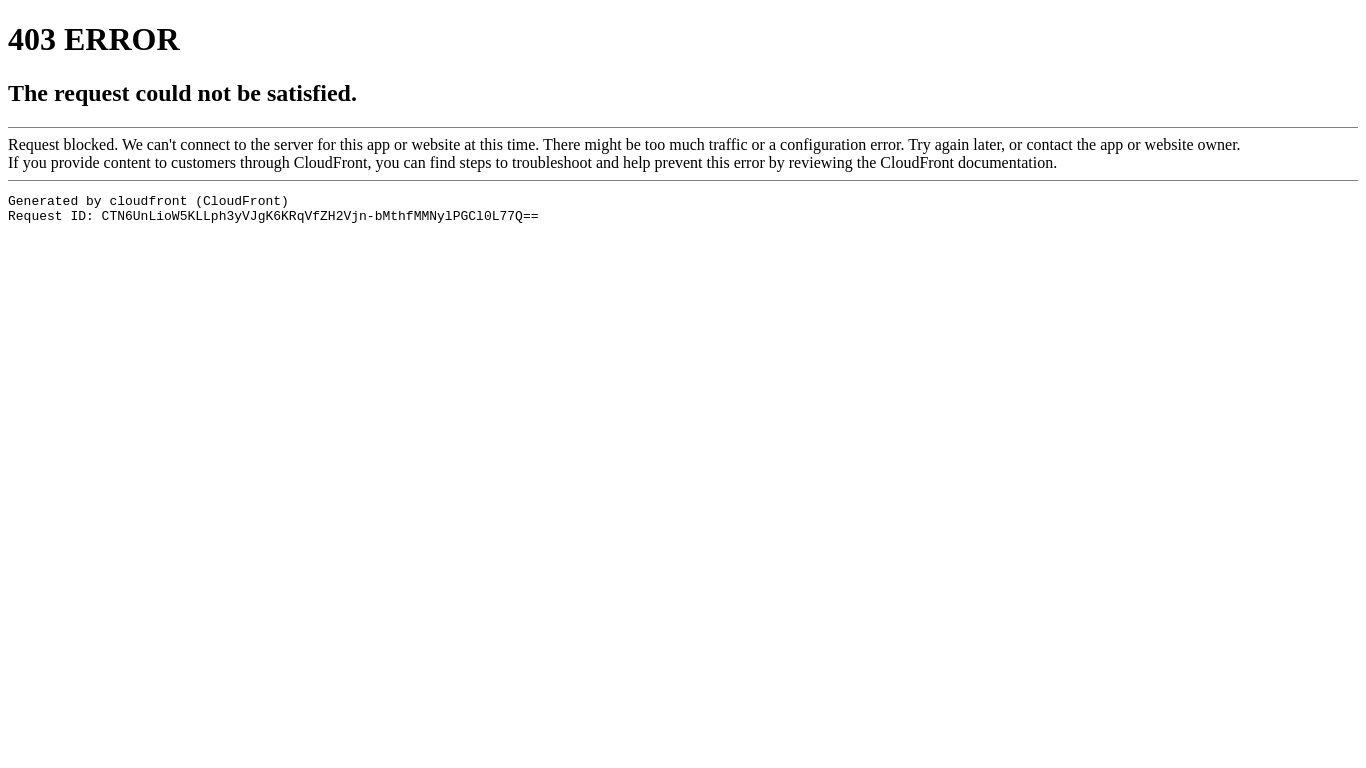 403 ERROR
The request could not be satisfied.
Request blocked. We can't connect to the server for this app or website at this time. There might be too much traffic or a configuration error. Try again later, or contact the app or website owner.
If you provide content to customers through CloudFront, you can find steps to troubleshoot and help prevent this error by reviewing the CloudFront documentation.
Generated by cloudfront (CloudFront)
Request ID: CTN6UnLioW5KLLph3yVJgK6KRqVfZH2Vjn-bMthfMMNylPGCl0L77Q==